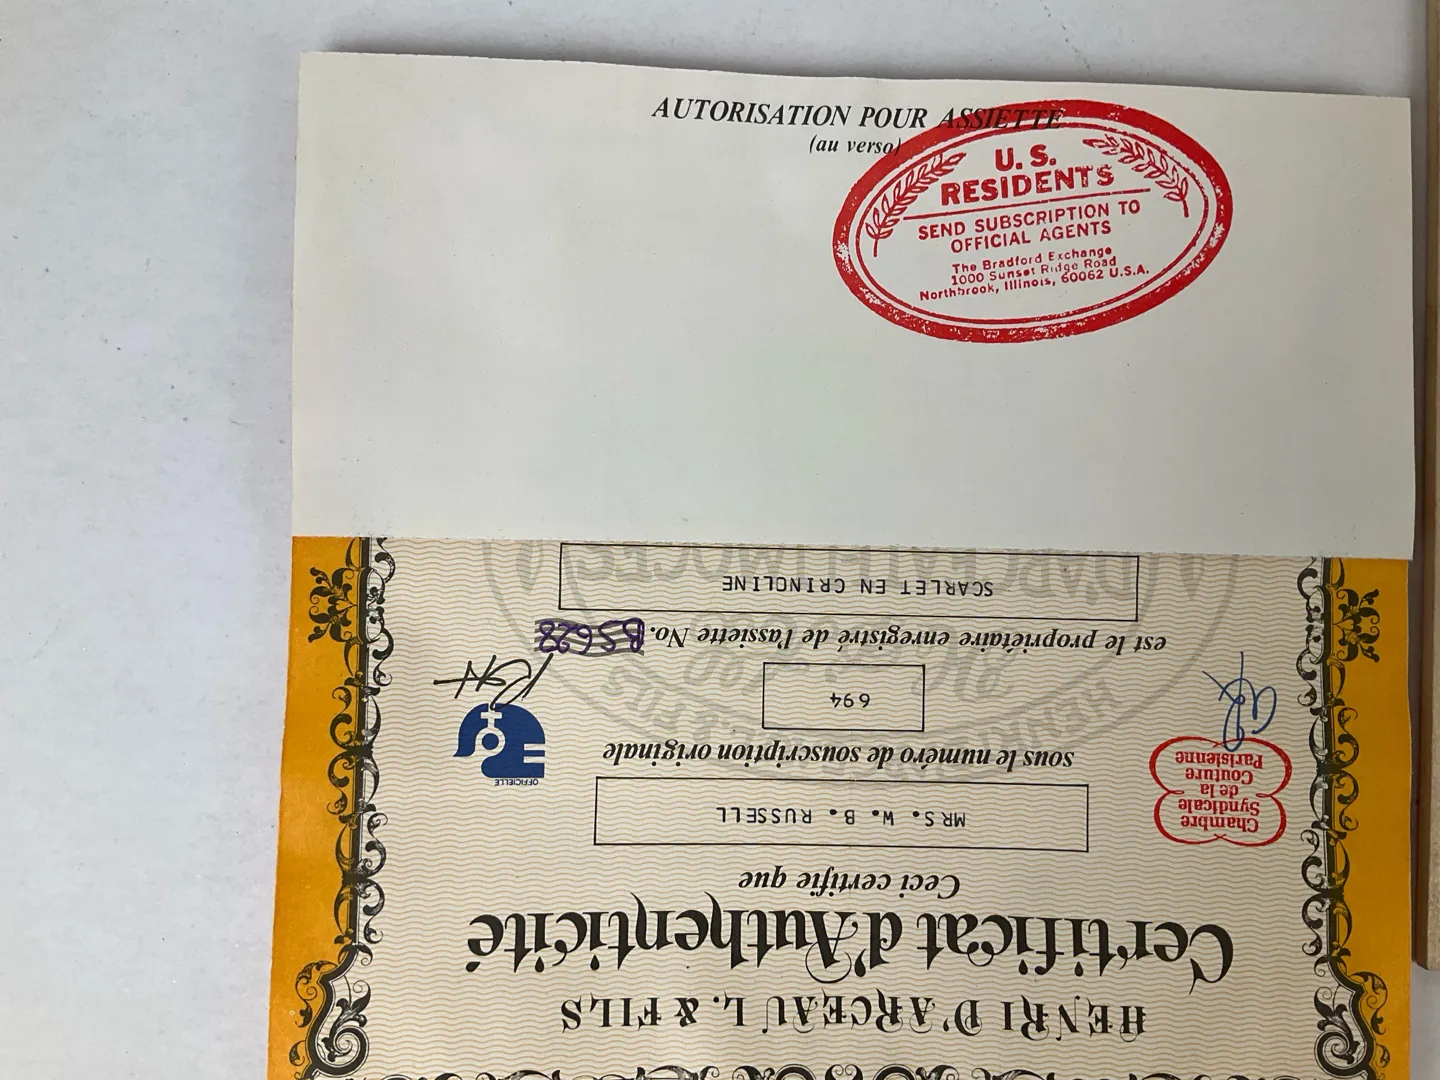 AUTORISATION POUR ASSIETTE
(au verso)
U. S.
RESIDENTS
SEND SUBSCRIPTION TO
OFFICIAL AGENTS
The Bradford Exchange
1000 Sunset Ridge Road
Northbrook, Illinois, 60062 U.S.A.
HENRI D'ARCEAU L. & FILS
Certificat d'Authenticité
Ceci certifie que
MRS. W. B. RUSSELL
sous le numéro de souscription originale
694
est le propriétaire enregistré de l'assiette No. BS628
SCARLET EN CRINOLINE
Chambre
Syndicale
de la
Couture
Parisienne
OFFICIELLE